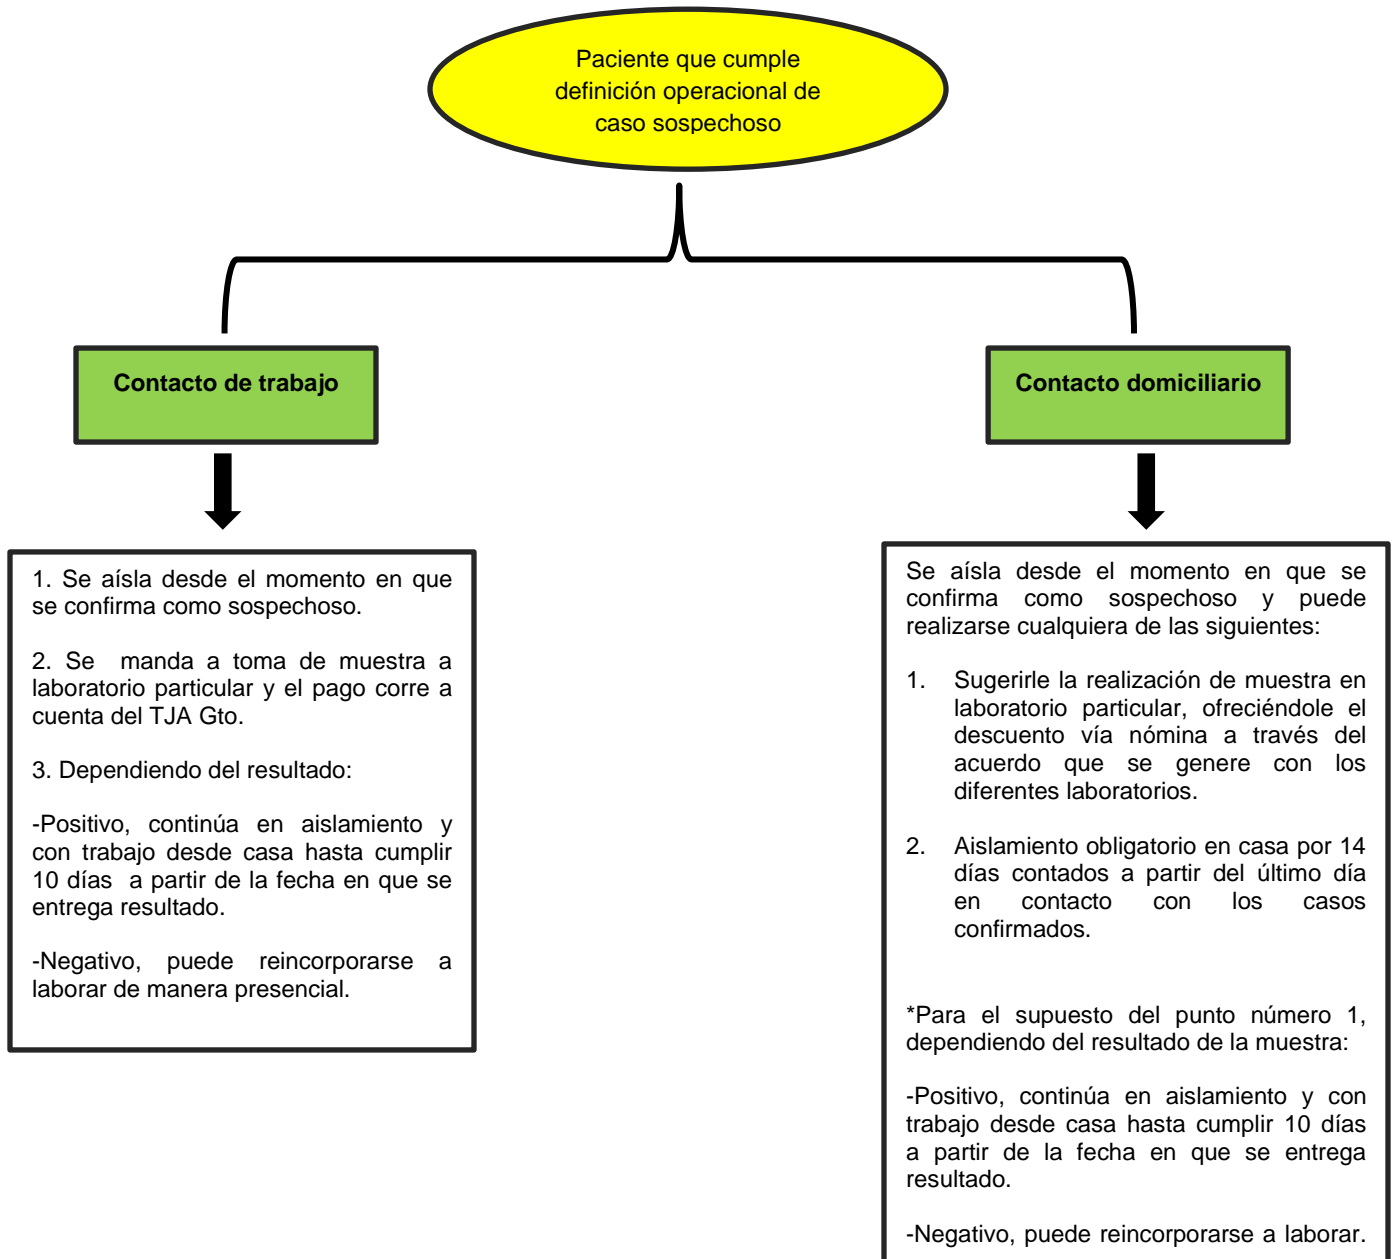 Paciente que cumple
definición operacional de
caso sospechoso
Contacto de trabajo
Contacto domiciliario
1. Se aísla desde el momento en que
se confirma como sospechoso.
2. Se manda a toma de muestra a
laboratorio particular y el pago corre a
cuenta del TJA Gto.
3. Dependiendo del resultado:
-Positivo, continúa en aislamiento y
con trabajo desde casa hasta cumplir
10 días a partir de la fecha en que se
entrega resultado.
-Negativo, puede reincorporarse a
laborar de manera presencial.
Se aísla desde el momento en que se
confirma como sospechoso y puede
realizarse cualquiera de las siguientes:
1. Sugerirle la realización de muestra en
laboratorio particular, ofreciéndole el
descuento vía nómina a través del
acuerdo que se genere con los
diferentes laboratorios.
2. Aislamiento obligatorio en casa por 14
días contados a partir del último día
en contacto con los casos
confirmados.
*Para el supuesto del punto número 1,
dependiendo del resultado de la muestra:
-Positivo, continúa en aislamiento y con
trabajo desde casa hasta cumplir 10 días
a partir de la fecha en que se entrega
resultado.
-Negativo, puede reincorporarse a laborar.